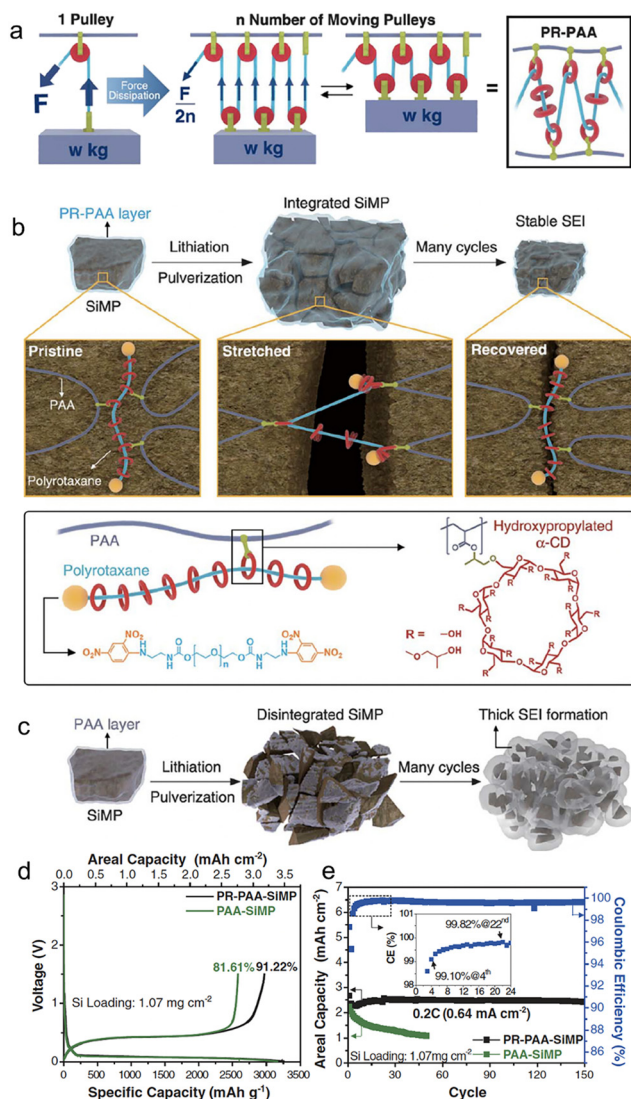 a
1 Pulley
n Number of Moving Pulleys
PR-PAA
F
Force
Dissipation
F
2n
=
w kg
w kg
w kg
b
PR-PAA layer
Integrated SiMP
Stable SEI
Lithiation
Pulverization
Many cycles
SiMP
Pristine
Stretched
Recovered
PAA
Polyrotaxane
PAA
Polyrotaxane
Hydroxypropylated
α-CD
R = -OH
OH
O₂N
NO₂
N
H
H
N
O
O
n
O
O
N
H
H
N
NO₂
NO₂
c
PAA layer
Disintegrated SiMP
Thick SEI formation
Lithiation
Pulverization
Many cycles
SiMP
d
Areal Capacity (mAh cm⁻²)
0.0 0.5 1.0 1.5 2.0 2.5 3.0 3.5
PR-PAA-SiMP
PAA-SiMP
81.61% 91.22%
Si Loading: 1.07 mg cm⁻²
Voltage (V)
3
2
1
0
0 500 1000 1500 2000 2500 3000 3500
Specific Capacity (mAh g⁻¹)
e
Areal Capacity (mAh cm⁻²)
7
6
5
4
3
2
1
0
101
100
99
98
CE (%)
99.82%@22ⁿᵈ
99.10%@4ᵗʰ
0 4 8 12 16 20 24
0.2C (0.64 mA cm⁻²)
PR-PAA-SiMP
Si Loading: 1.07mg cm⁻²
PAA-SiMP
100
98
96
94
92
90
88
86
Coulombic Efficiency (%)
0 30 60 90 120 150
Cycle